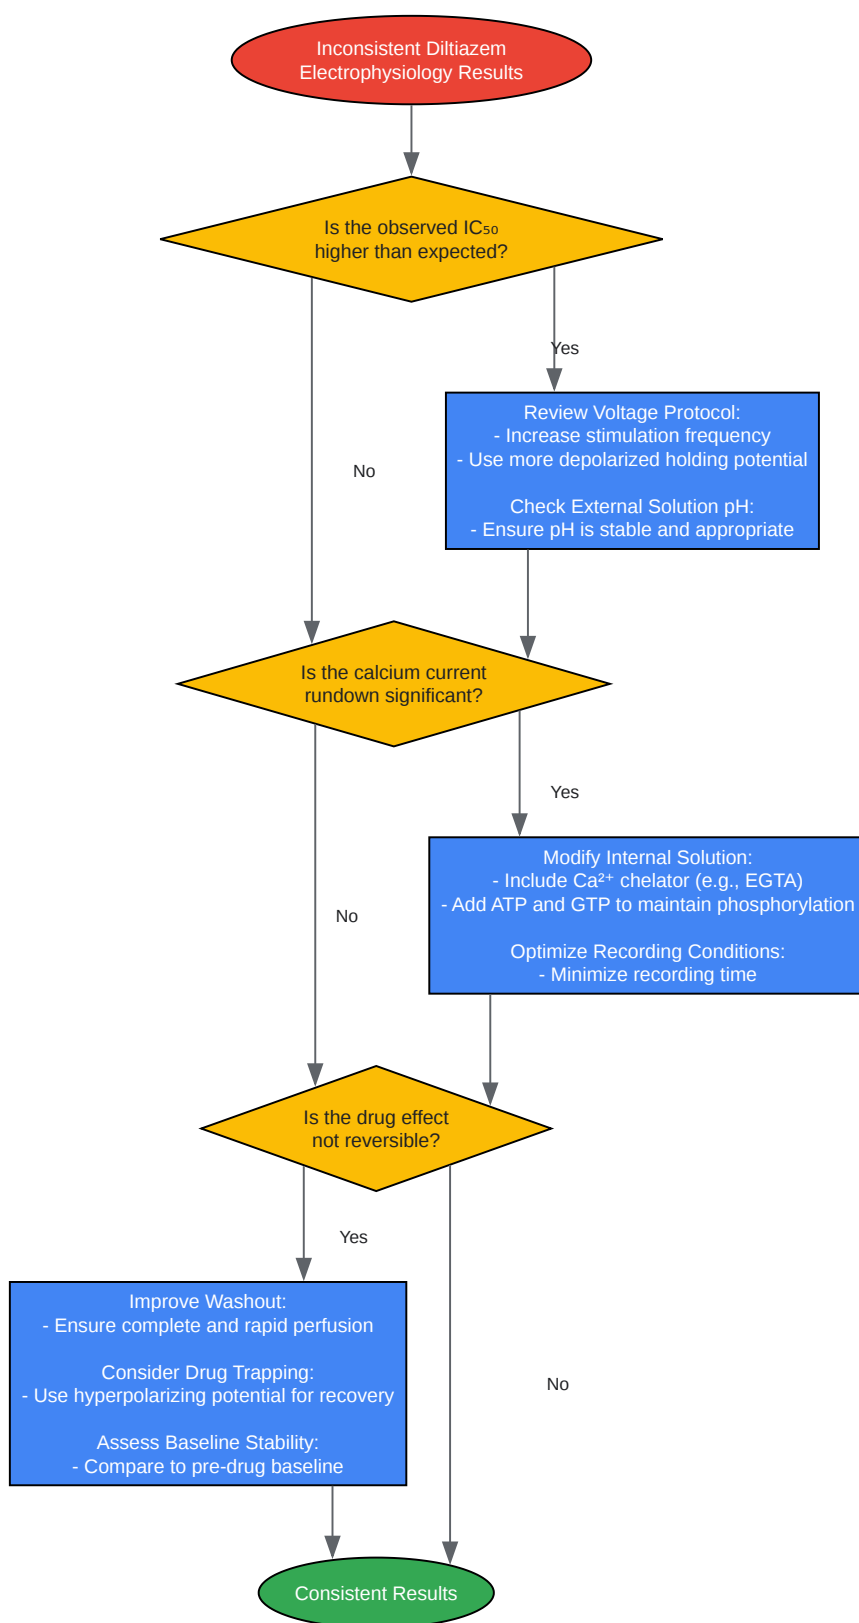 Inconsistent Diltiazem
Electrophysiology Results
Is the observed IC₅₀
higher than expected?
Yes
Review Voltage Protocol:
- Increase stimulation frequency
- Use more depolarized holding potential
Check External Solution pH:
- Ensure pH is stable and appropriate
No
Is the calcium current
rundown significant?
Yes
Modify Internal Solution:
- Include Ca²⁺ chelator (e.g., EGTA)
- Add ATP and GTP to maintain phosphorylation
Optimize Recording Conditions:
- Minimize recording time
No
Is the drug effect
not reversible?
Yes
Improve Washout:
- Ensure complete and rapid perfusion
Consider Drug Trapping:
- Use hyperpolarizing potential for recovery
Assess Baseline Stability:
- Compare to pre-drug baseline
No
Consistent Results